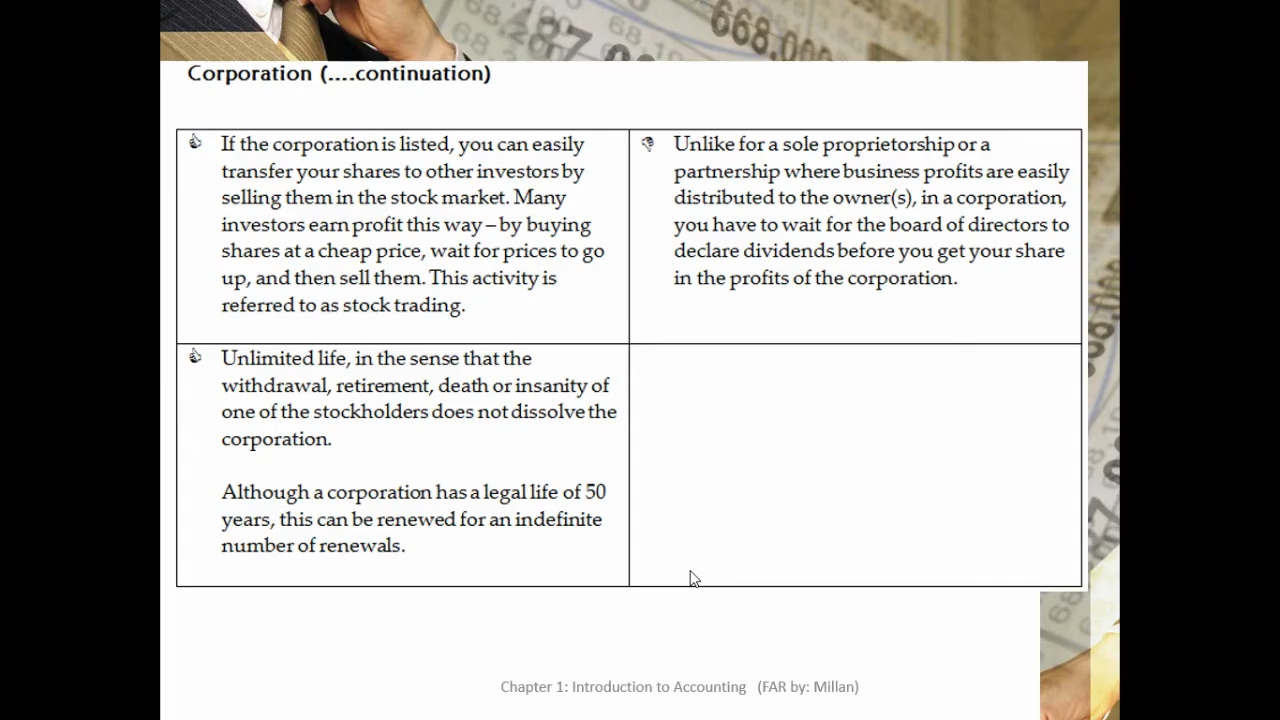 668,000
Corporation (....continuation)
If the corporation is listed, you can easily
transfer your shares to other investors by
selling them in the stock market. Many
investors earn profit this way – by buying
shares at a cheap price, wait for prices to go
up, and then sell them. This activity is
referred to as stock trading.
Unlike for a sole proprietorship or a
partnership where business profits are easily
distributed to the owner(s), in a corporation,
you have to wait for the board of directors to
declare dividends before you get your share
in the profits of the corporation.
Unlimited life, in the sense that the
withdrawal, retirement, death or insanity of
one of the stockholders does not dissolve the
corporation.
Although a corporation has a legal life of 50
years, this can be renewed for an indefinite
number of renewals.
Chapter 1: Introduction to Accounting (FAR by: Millan)